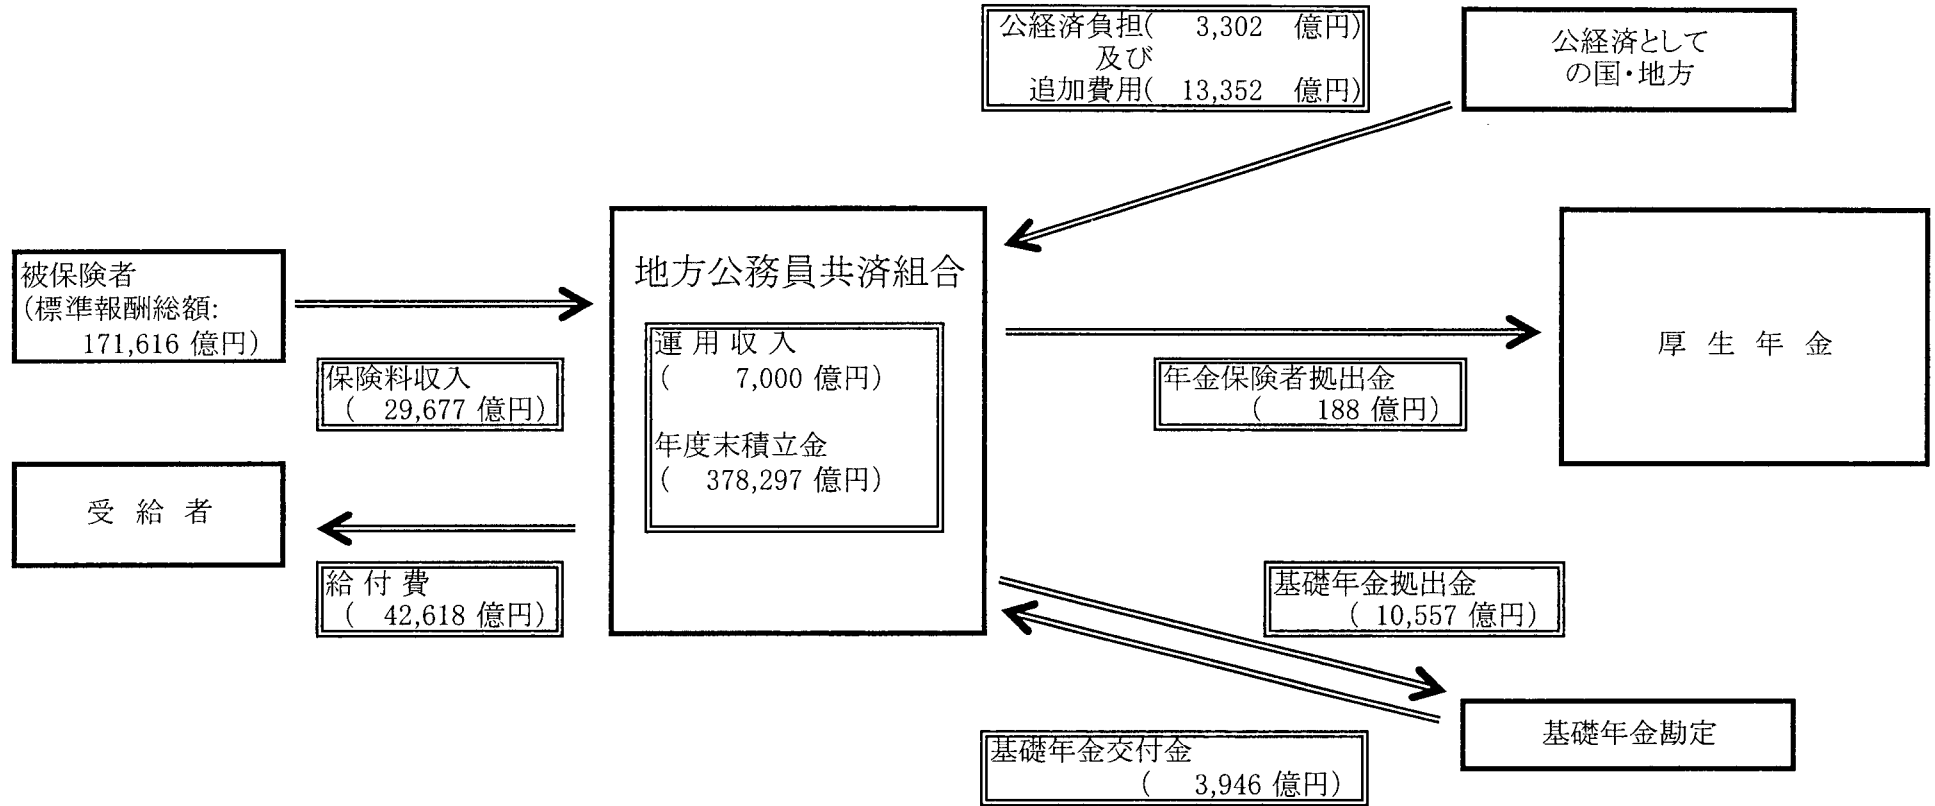 公経済負担( 3,302 億円)
及び
追加費用( 13,352 億円)
公経済として
の国・地方
被保険者
(標準報酬総額:
171,616 億円)
保険料収入
( 29,677 億円)
地方公務員共済組合
運用収入
( 7,000 億円)
年度末積立金
( 378,297 億円)
年金保険者拠出金
( 188 億円)
厚生年金
受給者
給付費
( 42,618 億円)
基礎年金拠出金
( 10,557 億円)
基礎年金交付金
( 3,946 億円)
基礎年金勘定